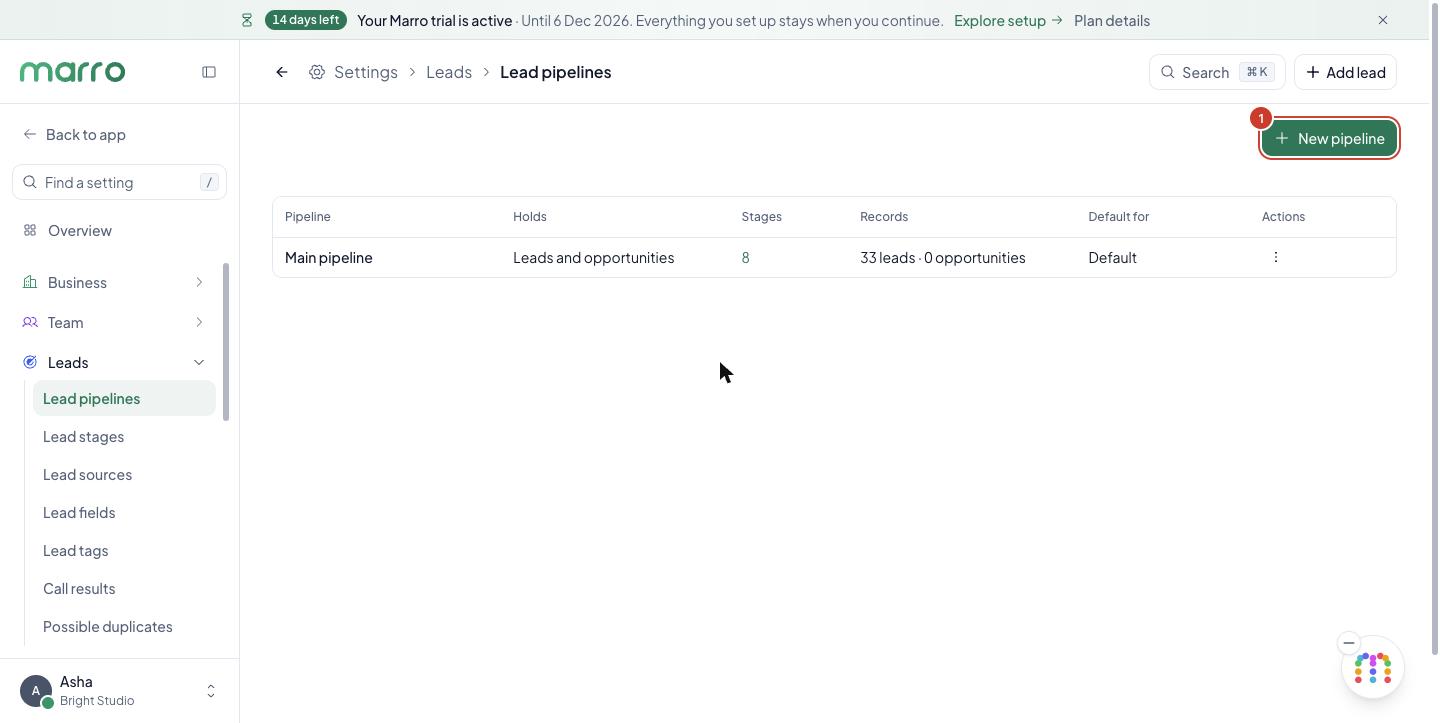 14 days left Your Marro trial is active · Until 6 Dec 2026. Everything you set up stays when you continue. Explore setup → Plan details
marro
Settings > Leads > Lead pipelines
Search ⌘ K
+ Add lead
Back to app
1
+ New pipeline
Find a setting /
Overview
Business
Team
Leads
Lead pipelines
Lead stages
Lead sources
Lead fields
Lead tags
Call results
Possible duplicates
Pipeline Holds Stages Records Default for Actions
Main pipeline Leads and opportunities 8 33 leads · 0 opportunities Default
A
Asha
Bright Studio
m